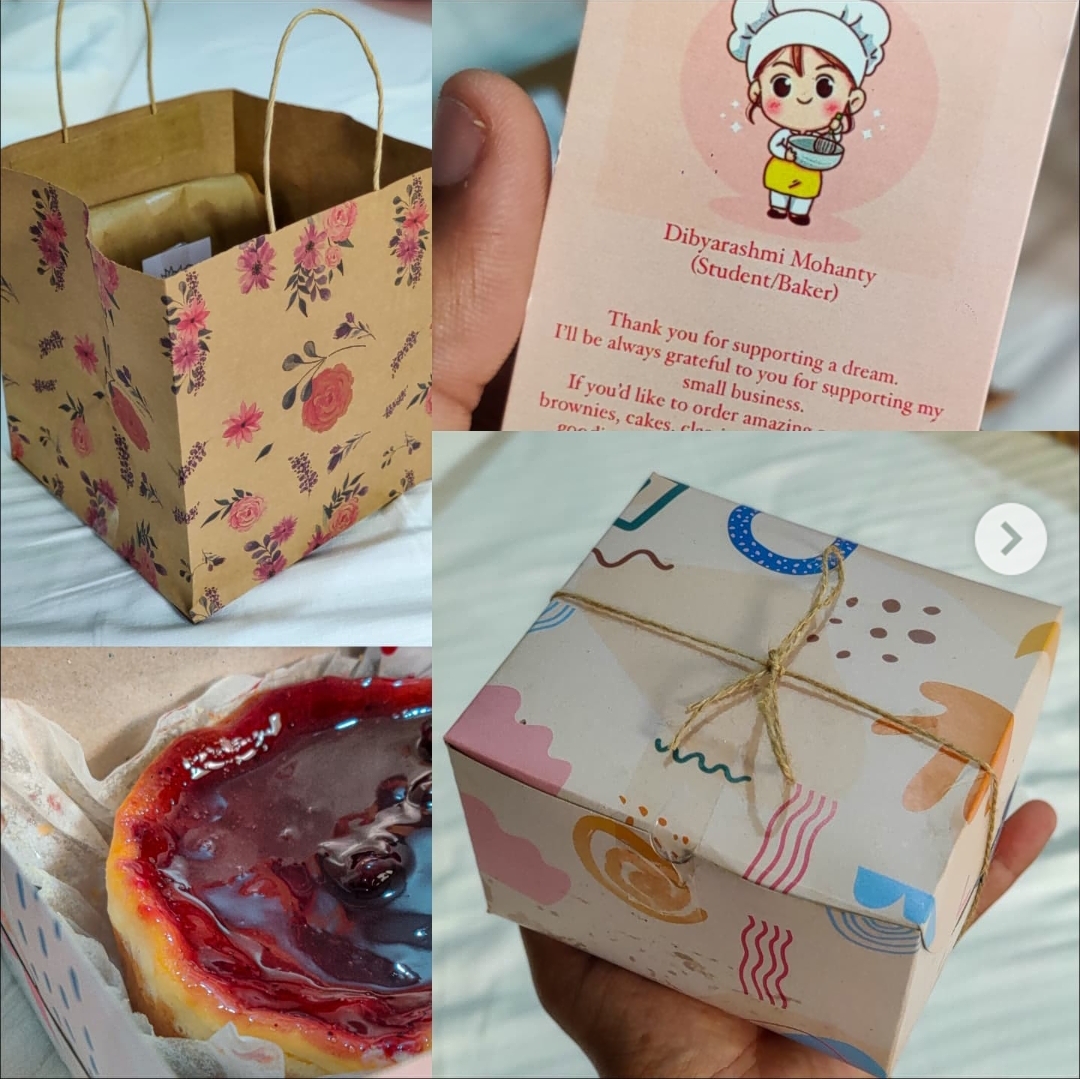 Dibyarashmi Mohanty
(Student/Baker)
Thank you for supporting a dream.
I'll be always grateful to you for supporting my
small business.
If you'd like to order amazing
brownies, cakes,